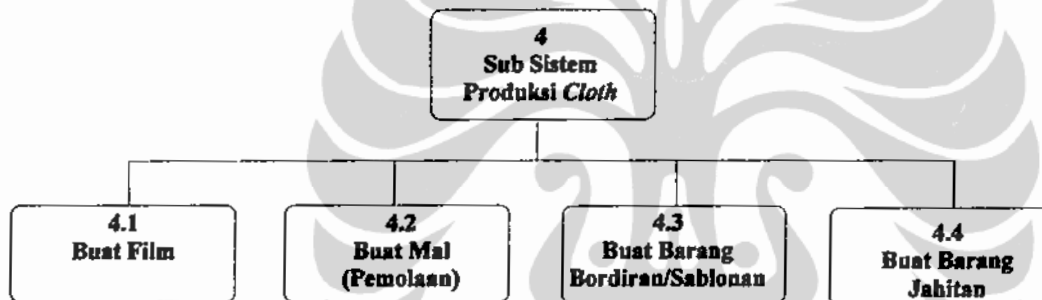 4
Sub Sistem
Produksi Cloth
4.1
Buat Film
4.2
Buat Mal
(Pemolaan)
4.3
Buat Barang
Bordiran/Sablonan
4.4
Buat Barang
Jahitan